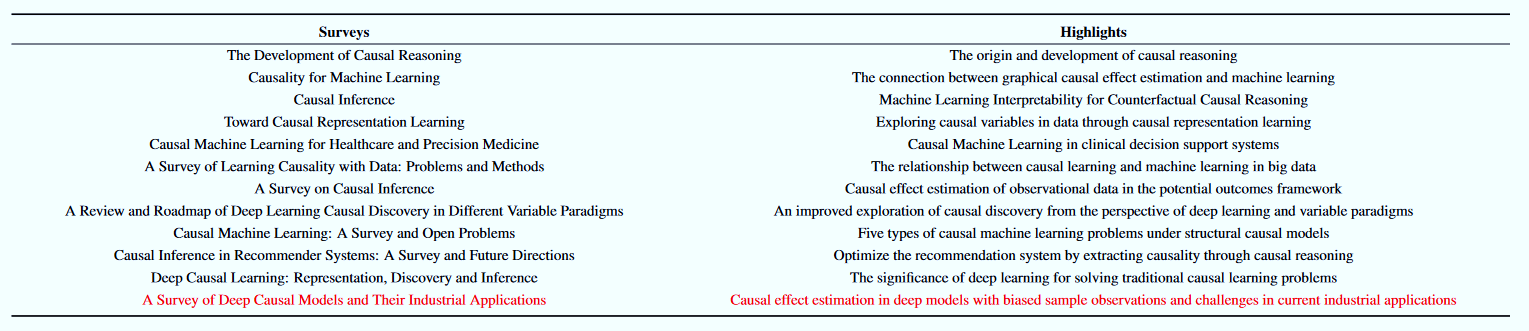 Surveys Highlights
The Development of Causal Reasoning The origin and development of causal reasoning
Causality for Machine Learning The connection between graphical causal effect estimation and machine learning
Causal Inference Machine Learning Interpretability for Counterfactual Causal Reasoning
Toward Causal Representation Learning Exploring causal variables in data through causal representation learning
Causal Machine Learning for Healthcare and Precision Medicine Causal Machine Learning in clinical decision support systems
A Survey of Learning Causality with Data: Problems and Methods The relationship between causal learning and machine learning in big data
A Survey on Causal Inference Causal effect estimation of observational data in the potential outcomes framework
A Review and Roadmap of Deep Learning Causal Discovery in Different Variable Paradigms An improved exploration of causal discovery from the perspective of deep learning and variable paradigms
Causal Machine Learning: A Survey and Open Problems Five types of causal machine learning problems under structural causal models
Causal Inference in Recommender Systems: A Survey and Future Directions Optimize the recommendation system by extracting causality through causal reasoning
Deep Causal Learning: Representation, Discovery and Inference The significance of deep learning for solving traditional causal learning problems
A Survey of Deep Causal Models and Their Industrial Applications Causal effect estimation in deep models with biased sample observations and challenges in current industrial applications